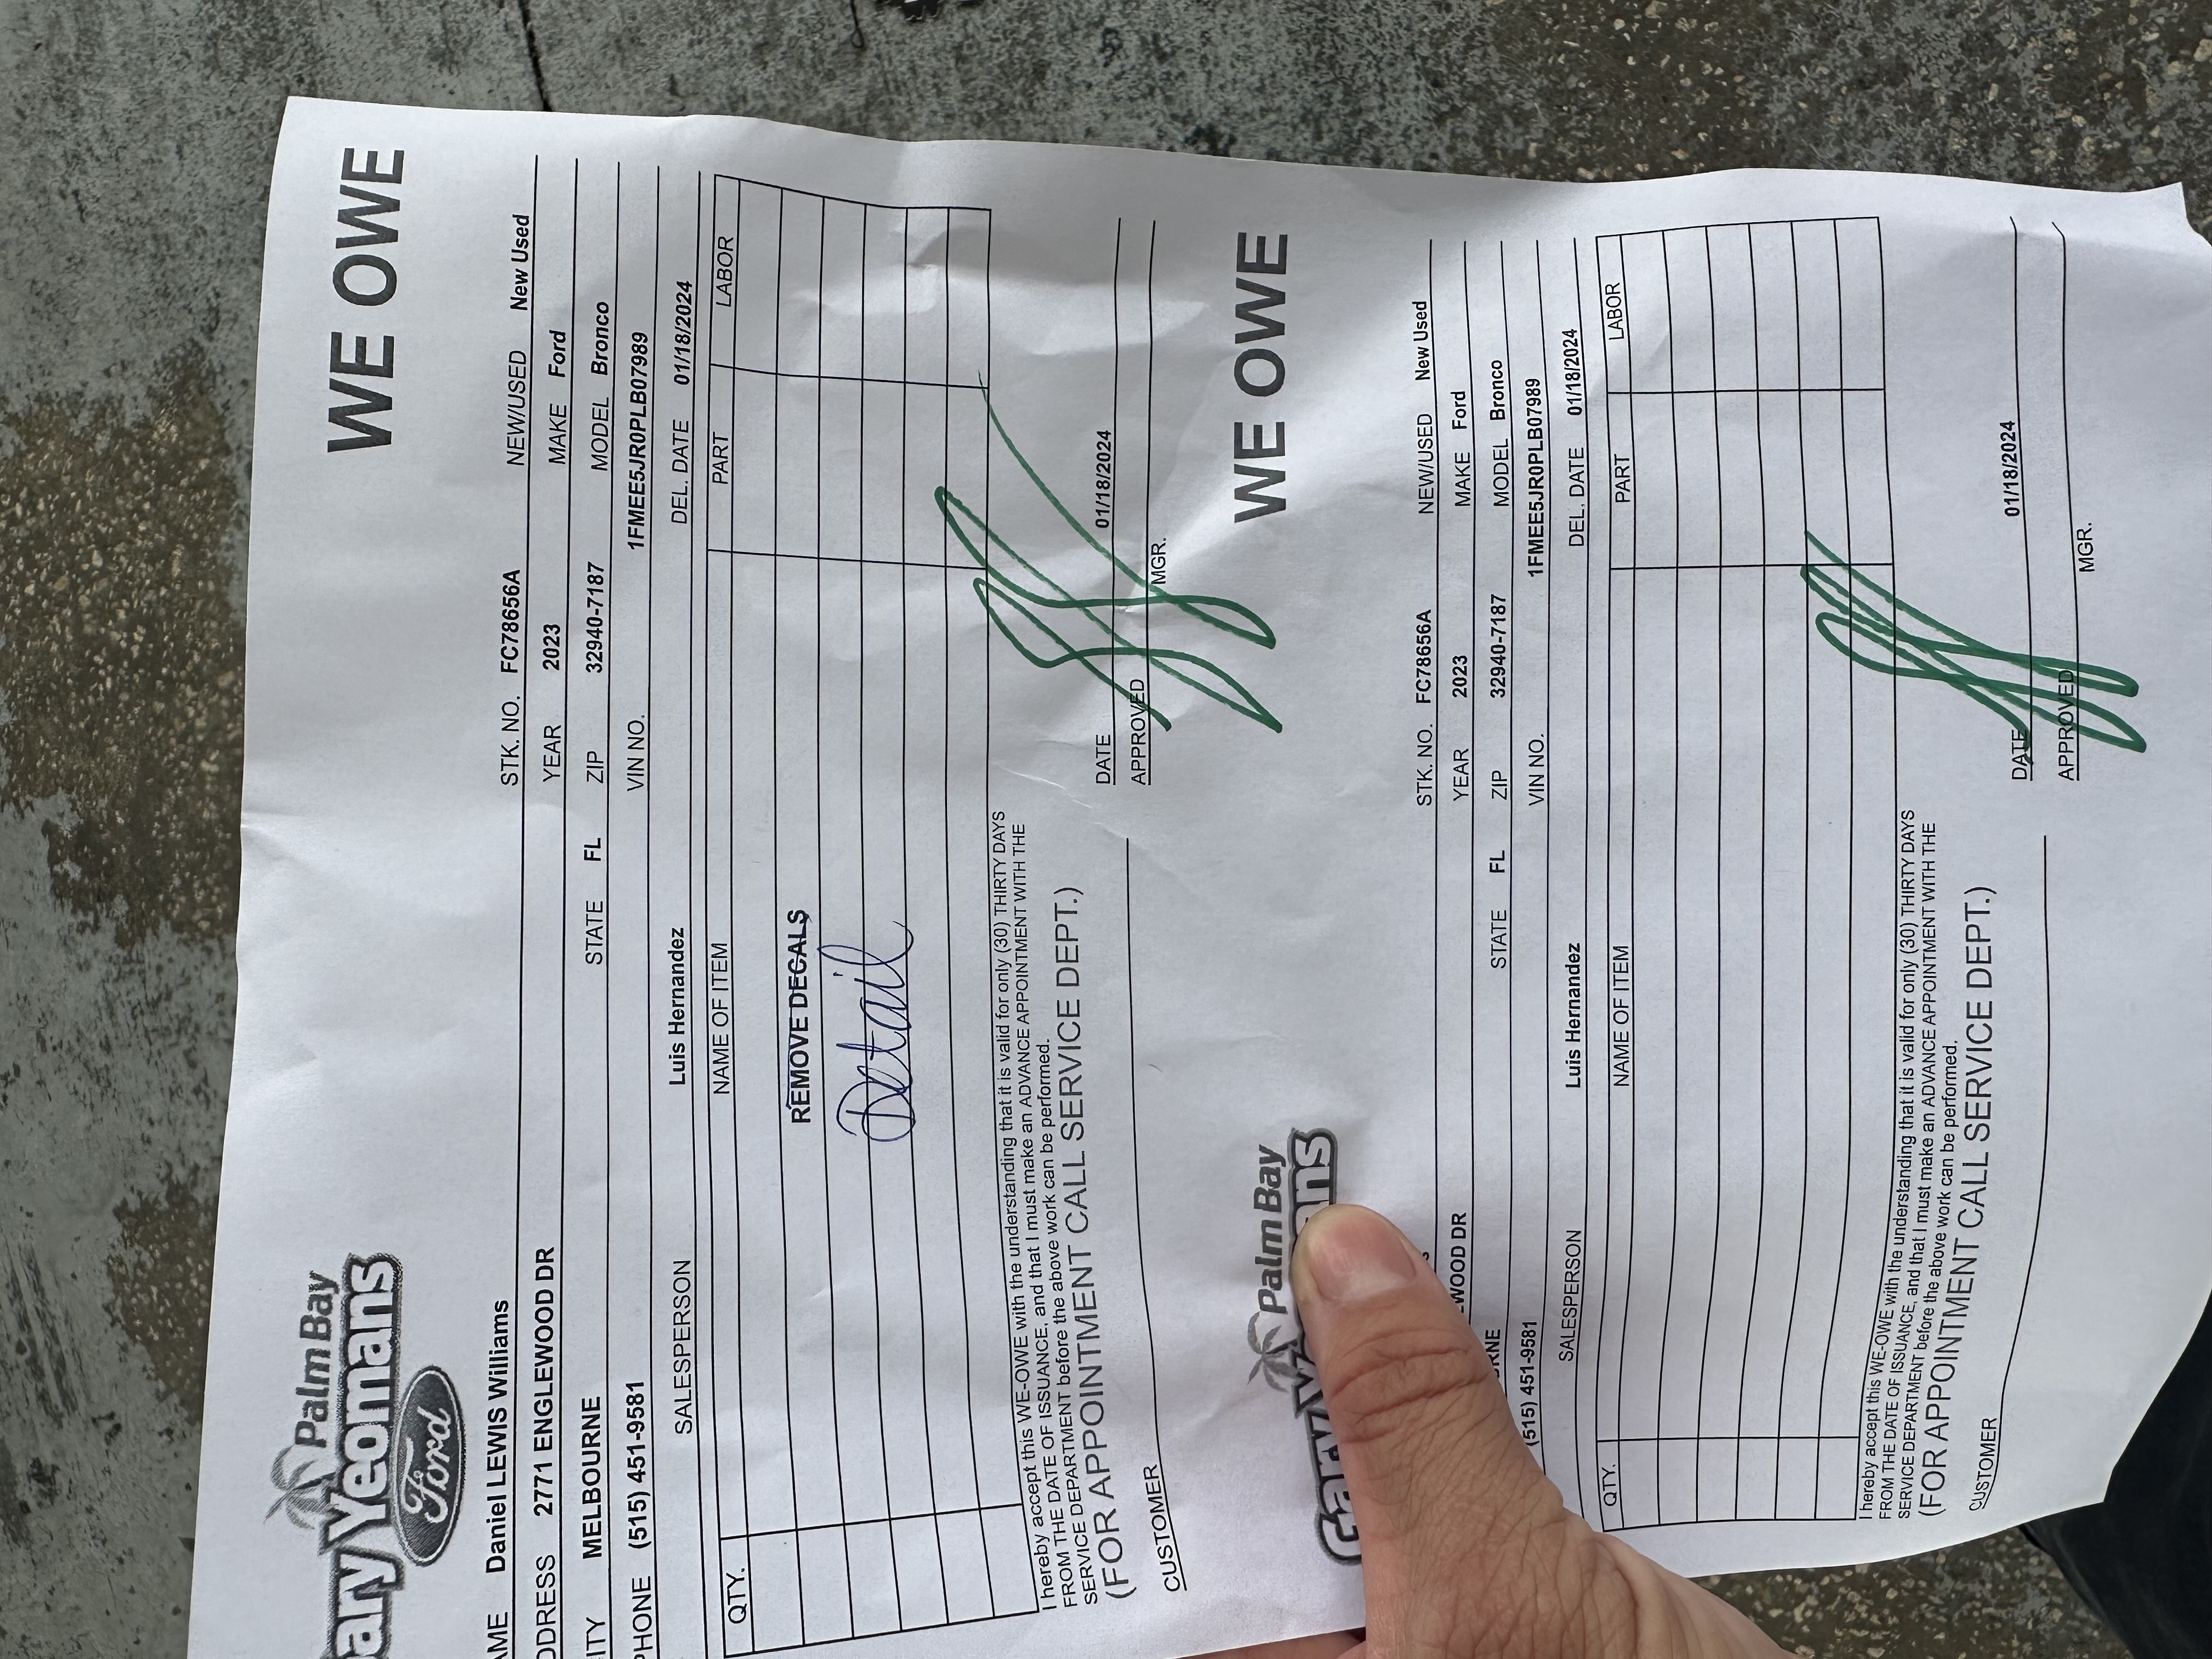 Palm Bay
ary Yeomans
Ford
WE OWE
AME Daniel LEWIS Williams STK. NO. FC78656A NEW/USED New Used
DDRESS 2771 ENGLEWOOD DR YEAR 2023 MAKE Ford
ITY MELBOURNE STATE FL ZIP 32940-7187 MODEL Bronco
PHONE (515) 451-9581 VIN NO. 1FMEE5JR0PLB07989
SALESPERSON Luis Hernandez DEL. DATE 01/18/2024
QTY. NAME OF ITEM PART LABOR
REMOVE DECALS
Detail
I hereby accept this WE-OWE with the understanding that it is valid for only (30) THIRTY DAYS
FROM THE DATE OF ISSUANCE, and that I must make an ADVANCE APPOINTMENT WITH THE
SERVICE DEPARTMENT before the above work can be performed.
(FOR APPOINTMENT CALL SERVICE DEPT.)
DATE 01/18/2024
CUSTOMER APPROVED
MGR.
Palm Bay
WE OWE
STK. NO. FC78656A NEW/USED New Used
EWOOD DR YEAR 2023 MAKE Ford
RNE STATE FL ZIP 32940-7187 MODEL Bronco
(515) 451-9581 VIN NO. 1FMEE5JR0PLB07989
SALESPERSON Luis Hernandez DEL. DATE 01/18/2024
QTY. NAME OF ITEM PART LABOR
I hereby accept this WE-OWE with the understanding that it is valid for only (30) THIRTY DAYS
FROM THE DATE OF ISSUANCE, and that I must make an ADVANCE APPOINTMENT WITH THE
SERVICE DEPARTMENT before the above work can be performed.
(FOR APPOINTMENT CALL SERVICE DEPT.)
DATE 01/18/2024
CUSTOMER APPROVED
MGR.